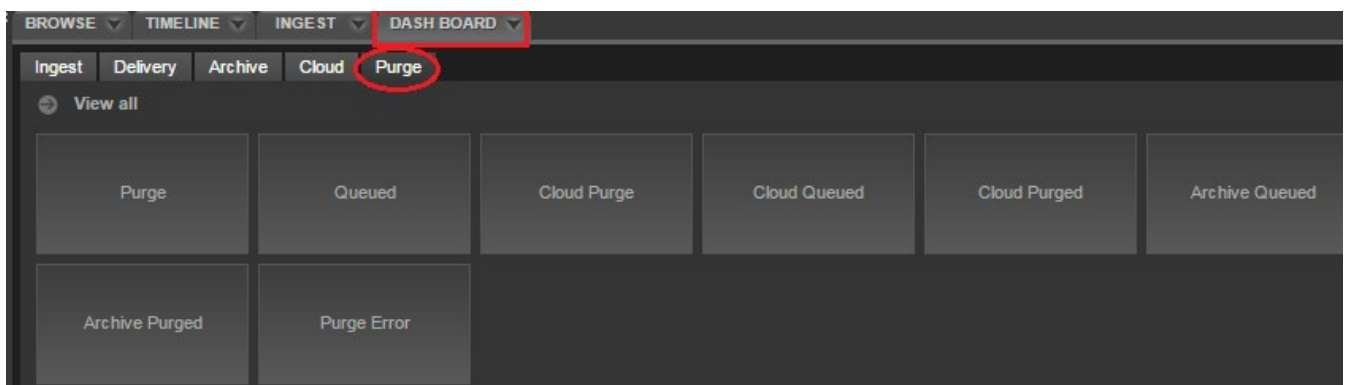 BROWSE TIMELINE INGEST DASH BOARD
Ingest Delivery Archive Cloud Purge
View all
Purge Queued Cloud Purge Cloud Queued Cloud Purged Archive Queued
Archive Purged Purge Error